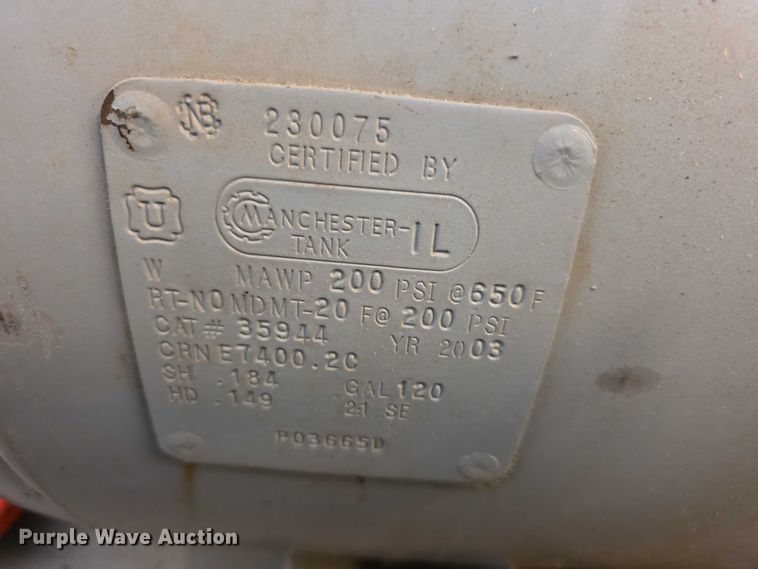 NB 230075
CERTIFIED BY
U MANCHESTER-IL
TANK
W MAWP 200 PSI @650F
RT-NO MDMT-20 F@ 200 PSI
CAT# 35944 YR 2003
CRN E7400.2C
SH .184 GAL 120
HD .149 2:1 SE
P03665D
Purple Wave Auction